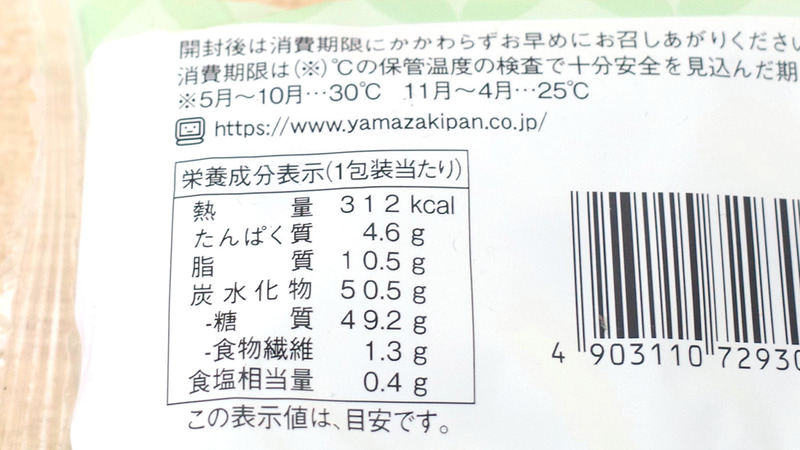 開封後は消費期限にかかわらずお早めにお召しあがりくださ
消費期限は(※)℃の保管温度の検査で十分安全を見込んだ期
※5月～10月…30℃ 11月～4月…25℃
https://www.yamazakipan.co.jp/
栄養成分表示(1包装当たり)
熱量 312 kcal
たんぱく質 4.6 g
脂質 10.5 g
炭水化物 50.5 g
-糖質 49.2 g
-食物繊維 1.3 g
食塩相当量 0.4 g
この表示値は、目安です。
4 903110 72930